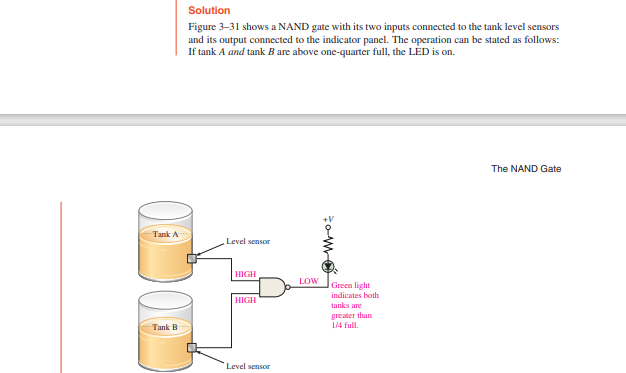 Solution
Figure 3–31 shows a NAND gate with its two inputs connected to the tank level sensors
and its output connected to the indicator panel. The operation can be stated as follows:
If tank A and tank B are above one-quarter full, the LED is on.
The NAND Gate
+V
Tank A
Level sensor
HIGH
LOW
HIGH
Green light
indicates both
tanks are
greater than
1/4 full.
Tank B
Level sensor